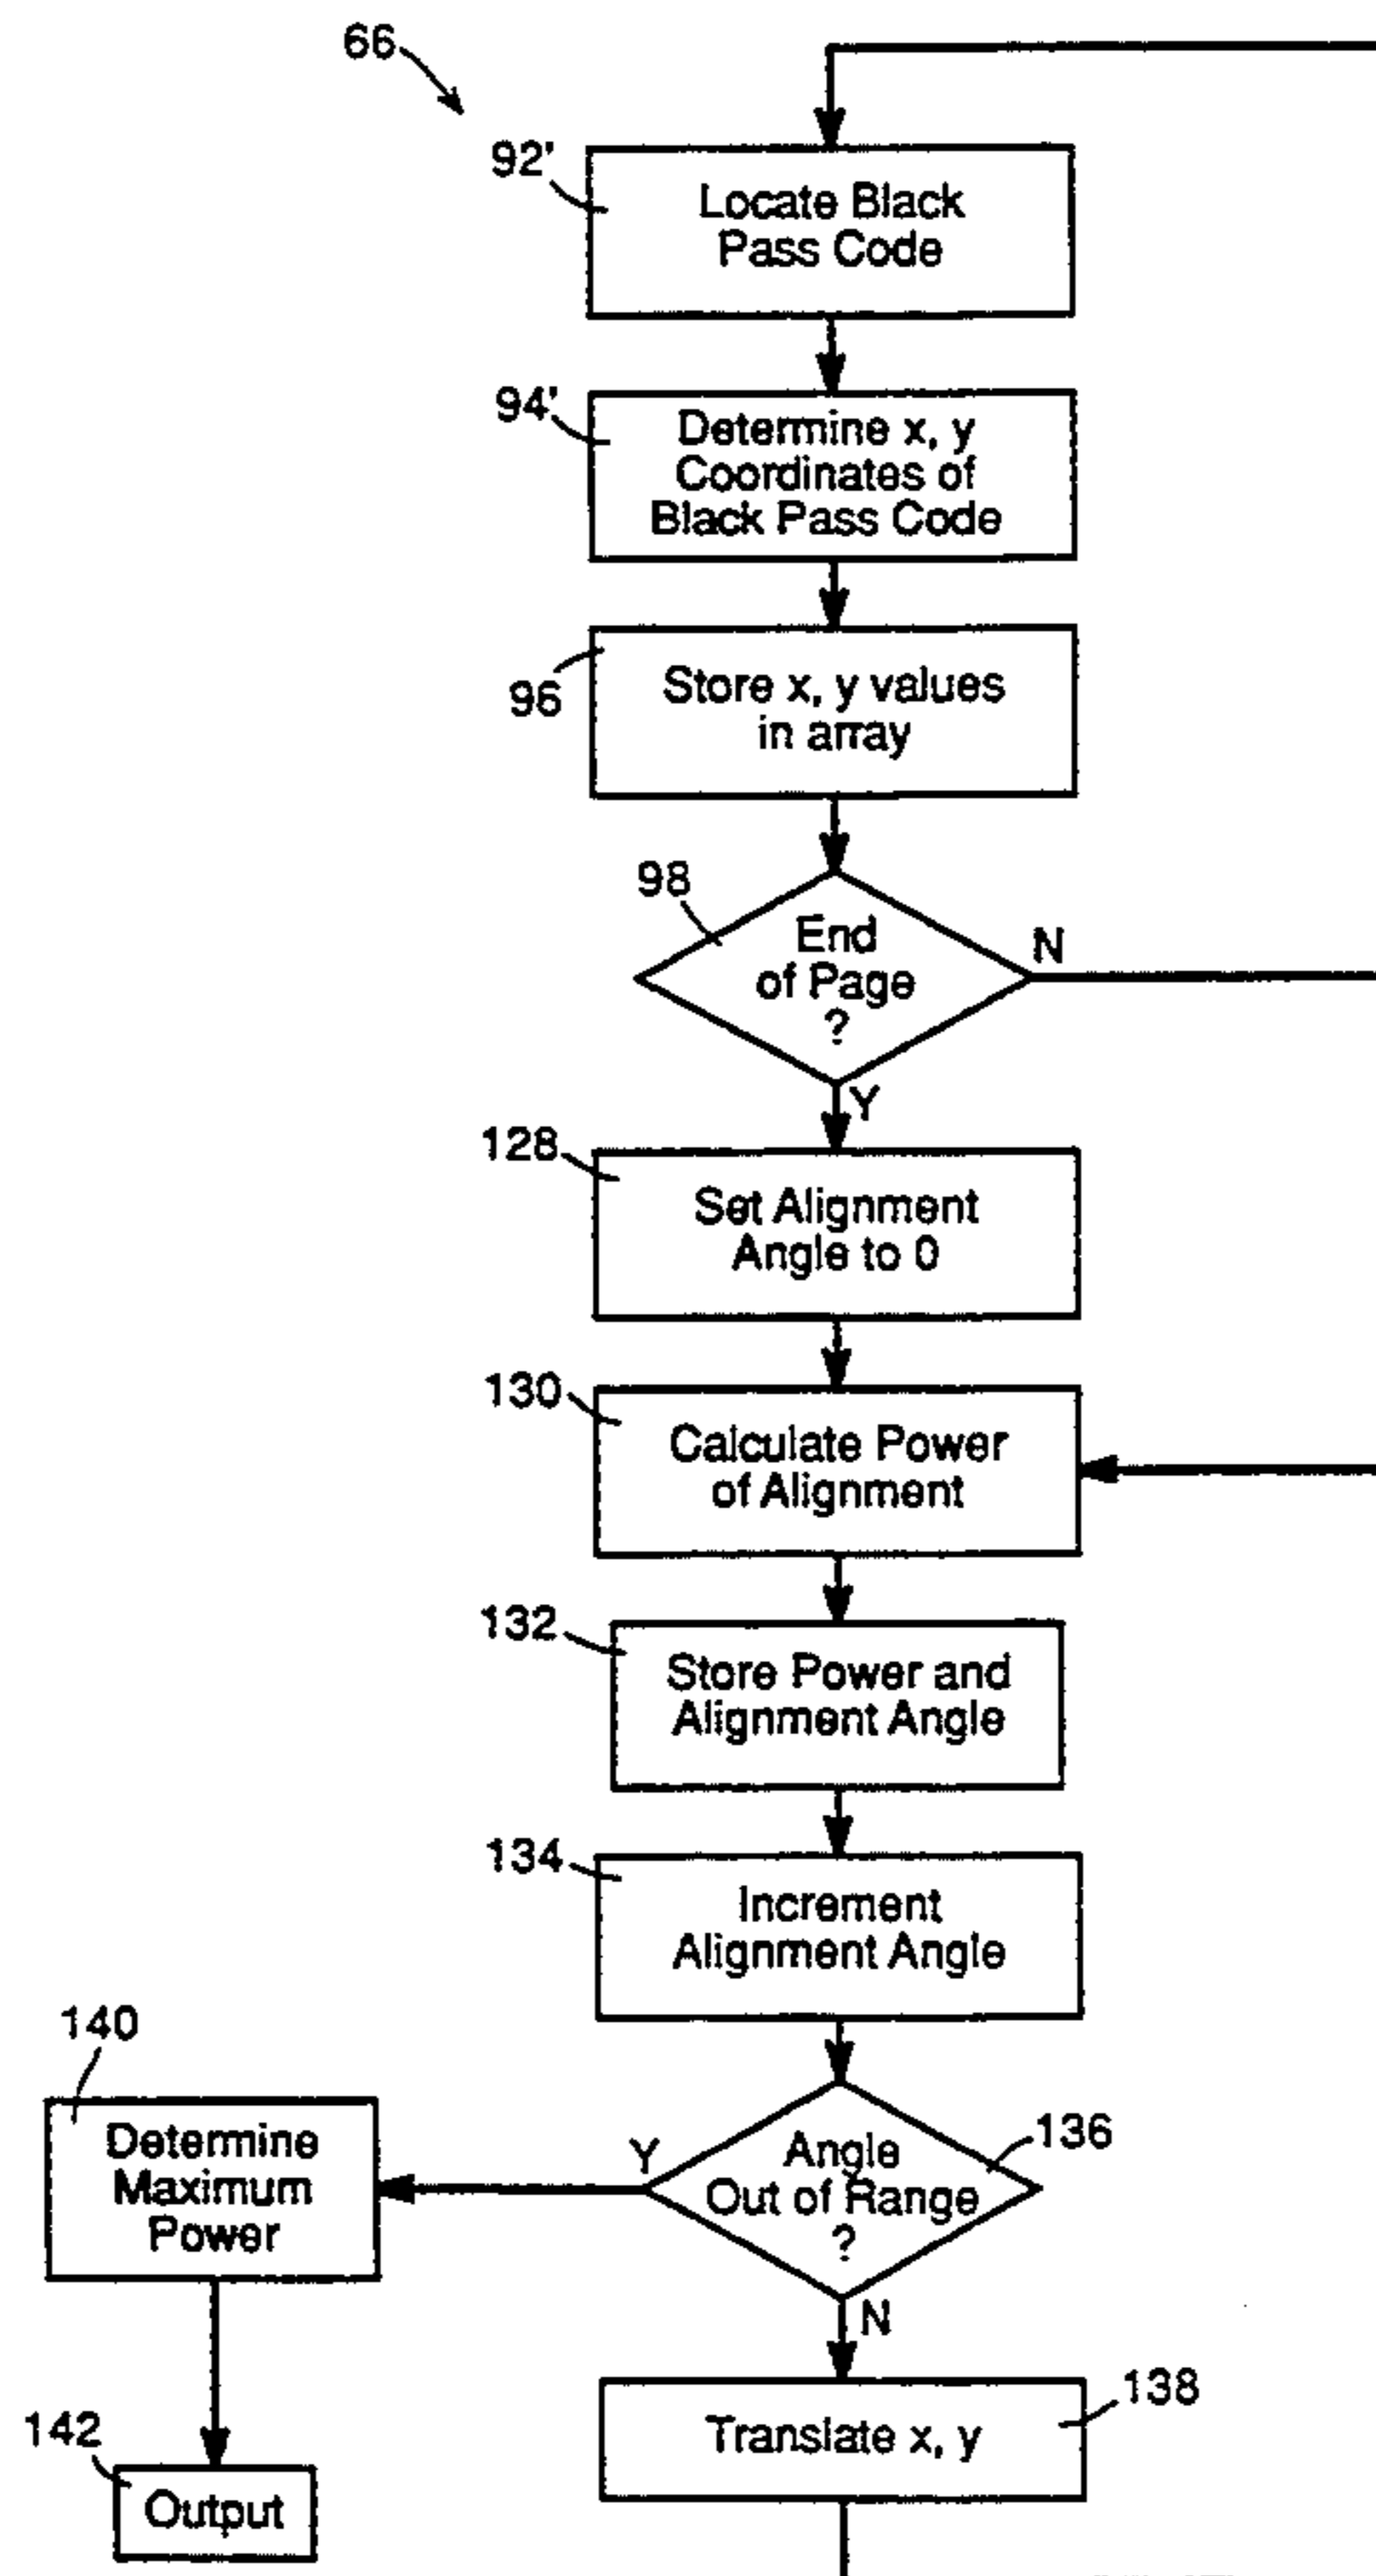 66
92'
Locate Black
Pass Code
94'
Determine x, y
Coordinates of
Black Pass Code
96
Store x, y values
in array
98
End
of Page
?
N
Y
128
Set Alignment
Angle to 0
130
Calculate Power
of Alignment
132
Store Power and
Alignment Angle
134
Increment
Alignment Angle
136
Angle
Out of Range
?
Y
N
140
Determine
Maximum
Power
138
Translate x, y
142
Output